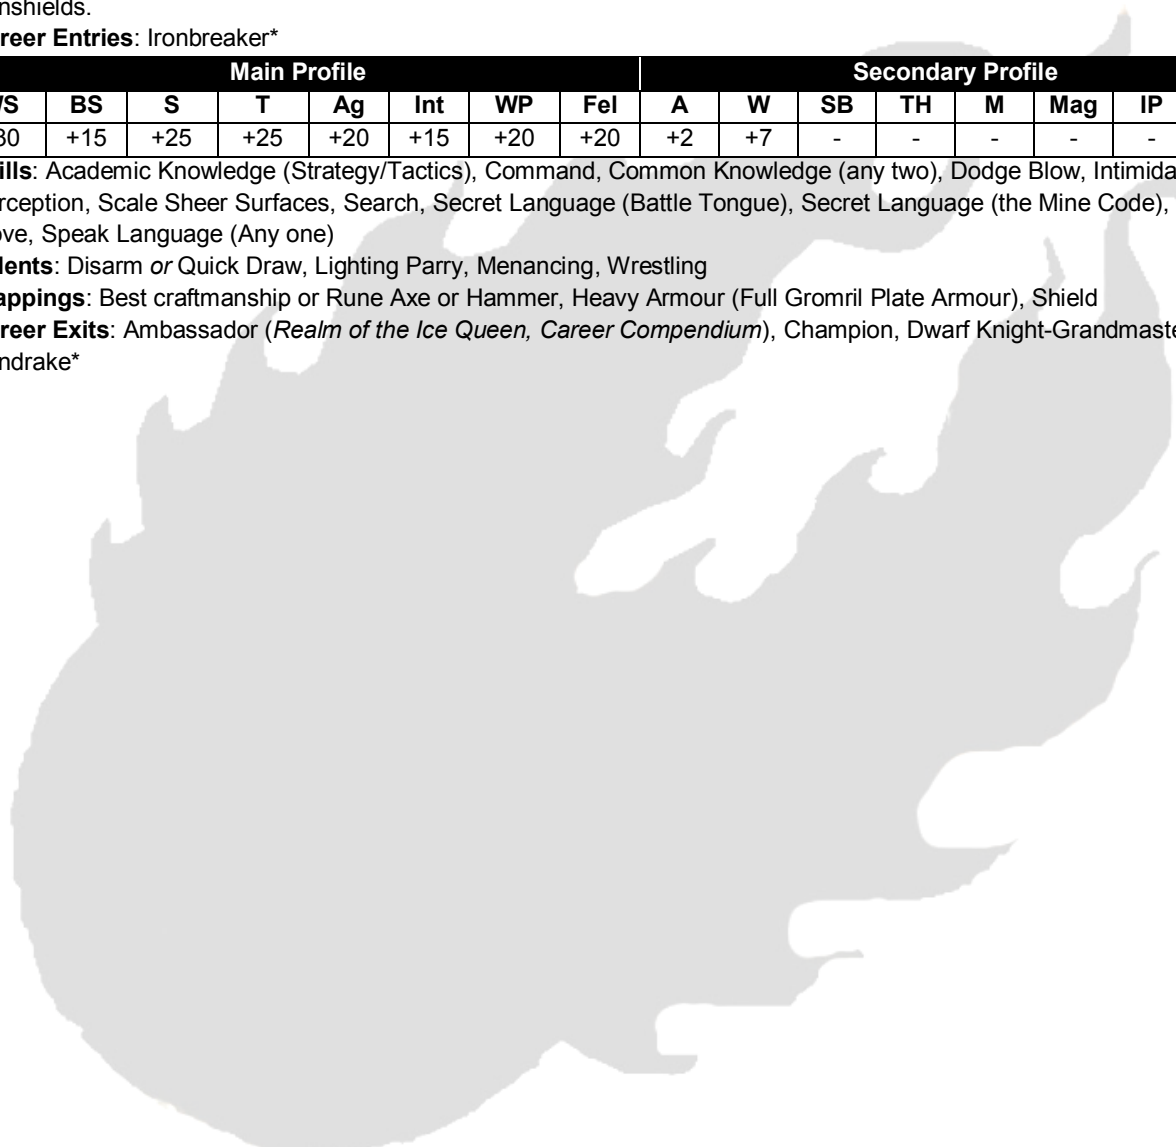 nshields.
reer Entries: Ironbreaker*
Main Profile Secondary Profile
S BS S T Ag Int WP Fel A W SB TH M Mag IP
30 +15 +25 +25 +20 +15 +20 +20 +2 +7 - - - - -
ills: Academic Knowledge (Strategy/Tactics), Command, Common Knowledge (any two), Dodge Blow, Intimida
rception, Scale Sheer Surfaces, Search, Secret Language (Battle Tongue), Secret Language (the Mine Code),
ove, Speak Language (Any one)
lents: Disarm or Quick Draw, Lighting Parry, Menancing, Wrestling
appings: Best craftmanship or Rune Axe or Hammer, Heavy Armour (Full Gromril Plate Armour), Shield
reer Exits: Ambassador (Realm of the Ice Queen, Career Compendium), Champion, Dwarf Knight-Grandmaste
ndrake*